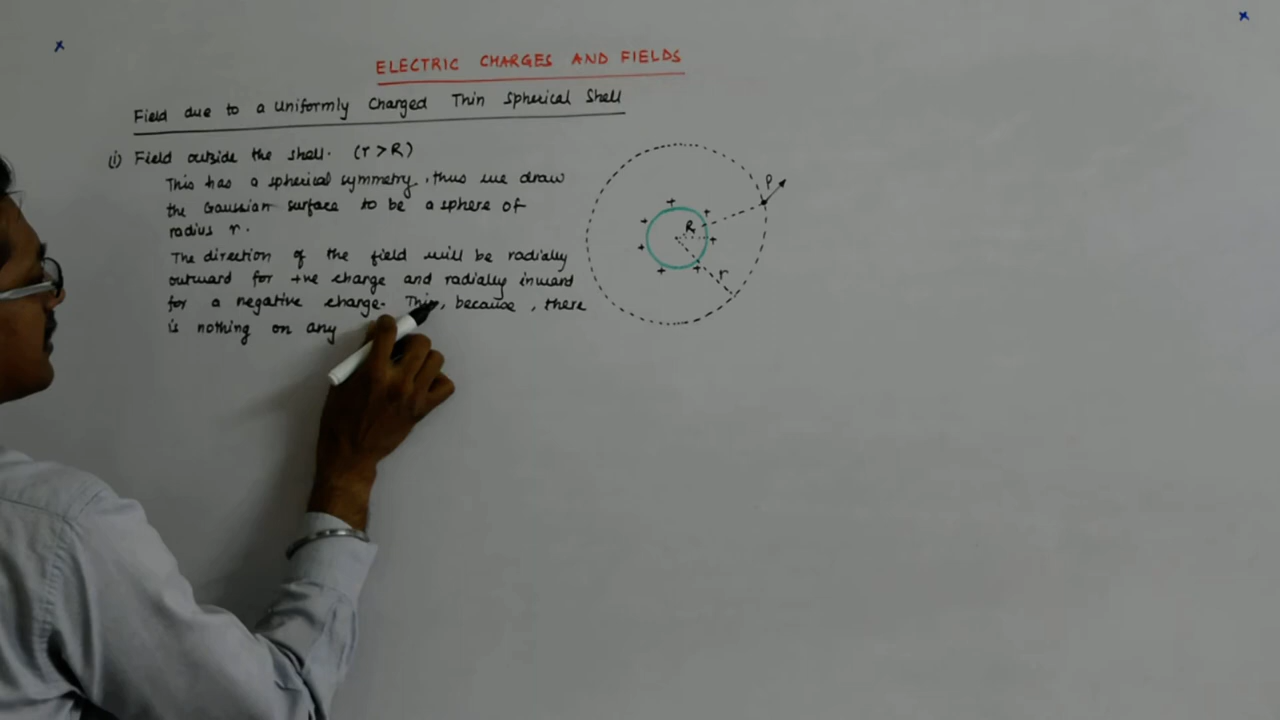 ELECTRIC CHARGES AND FIELDS
Field due to a Uniformly Charged Thin Spherical Shell
(i) Field outside the shell. (r > R)
This has a spherical symmetry, thus we draw
the Gaussian surface to be a sphere of
radius r.
The direction of the field will be radially
outward for +ve charge and radially inward
for a negative charge. This, because, there
is nothing on any
P
R
r